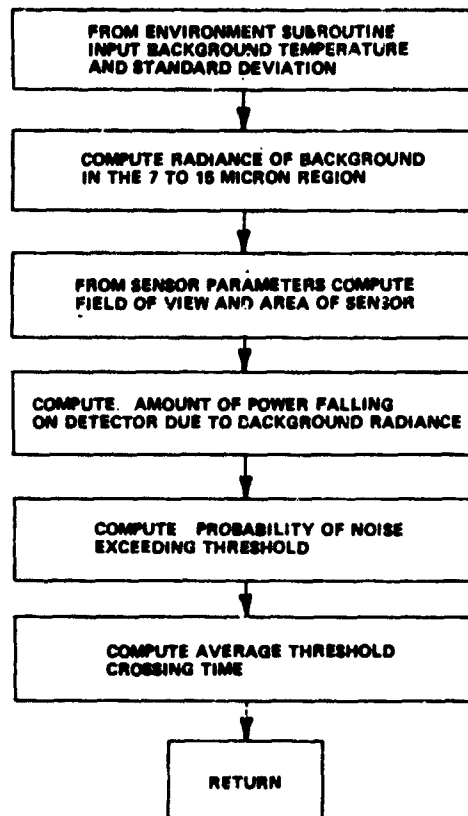 FROM ENVIRONMENT SUBROUTINE
INPUT BACKGROUND TEMPERATURE
AND STANDARD DEVIATION
COMPUTE RADIANCE OF BACKGROUND
IN THE 7 TO 15 MICRON REGION
FROM SENSOR PARAMETERS COMPUTE
FIELD OF VIEW AND AREA OF SENSOR
COMPUTE AMOUNT OF POWER FALLING
ON DETECTOR DUE TO BACKGROUND RADIANCE
COMPUTE PROBABILITY OF NOISE
EXCEEDING THRESHOLD
COMPUTE AVERAGE THRESHOLD
CROSSING TIME
RETURN